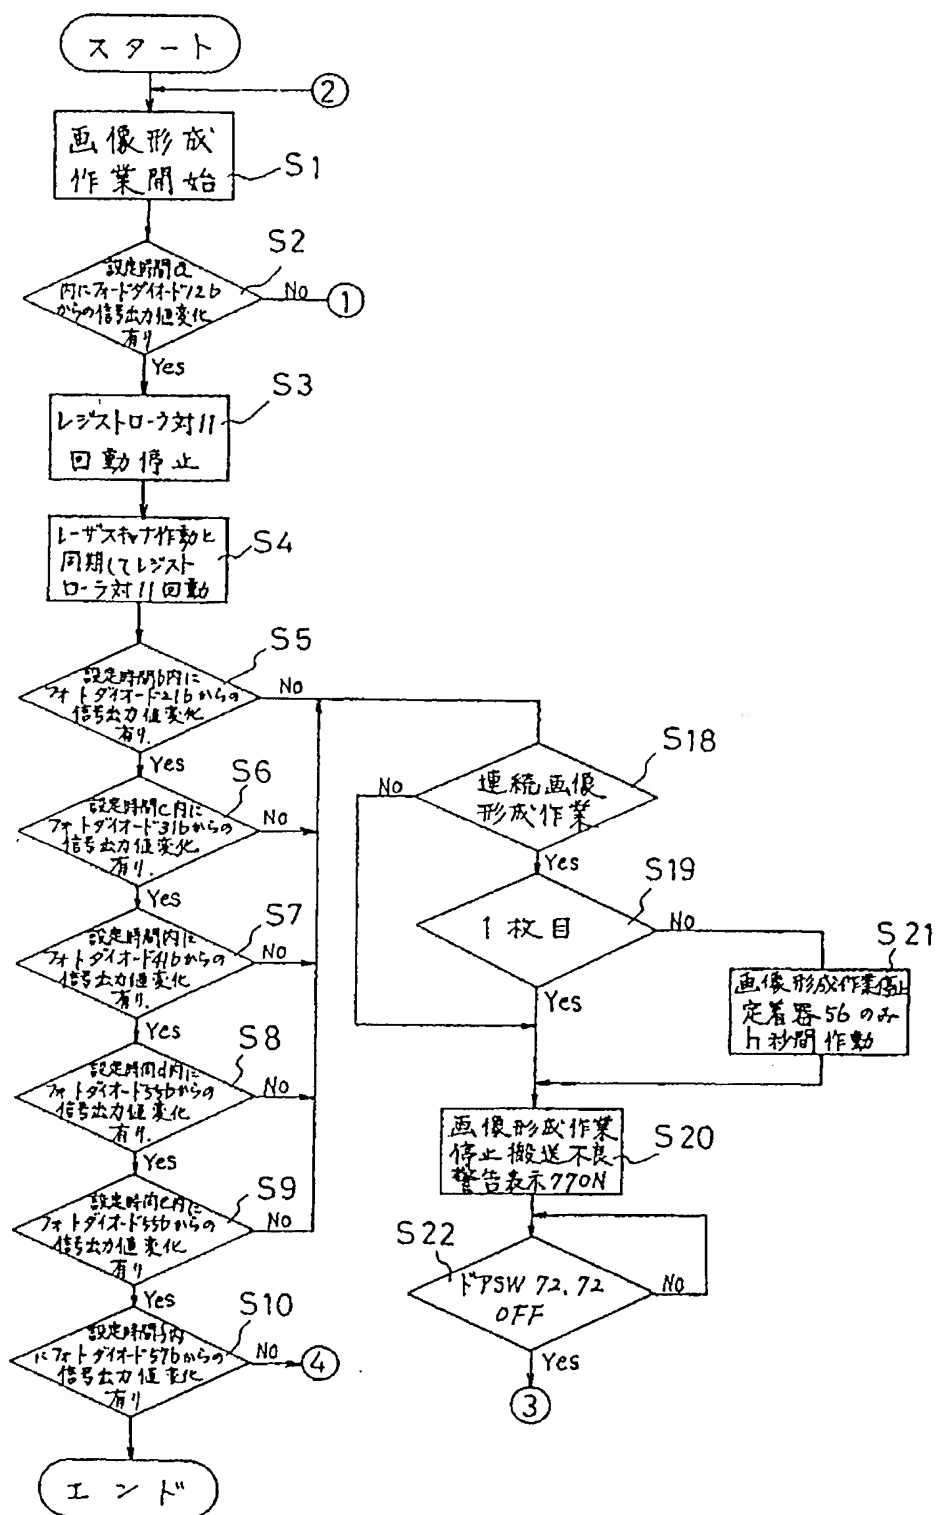 スタート
②
画像形成
作業開始
S1
S2
設定時間a
内にフォードダイオード12b
からの信号出力値変化
有り
No
①
Yes
S3
レジストローラ対11
回動停止
レーザスキャナ作動と
同期してレジスト
ローラ対11回動
S4
S5
設定時間b内に
フォトダイオード21bからの
信号出力値変化
有り.
No
Yes
S6
設定時間c内に
フォトダイオード31bからの
信号出力値変化
有り.
No
Yes
S7
設定時間内に
フォトダイオード41bからの
信号出力値変化
有り.
No
Yes
S8
設定時間d内に
フォトダイオード55bからの
信号出力値変化
有り.
No
Yes
S9
設定時間e内に
フォトダイオード55bからの
信号出力値変化
有り
No
Yes
S10
設定時間f内
にフォトダイオード57bからの
信号出力値変化
有り
No
④
エンド
S18
連続画像
形成作業
No
Yes
S19
1枚目
No
Yes
S21
画像形成作業停止
定着器56のみ
h秒間作動
画像形成作業
停止搬送不良
警告表示77ON
S20
S22
ドアSW 72,72
OFF
No
Yes
③